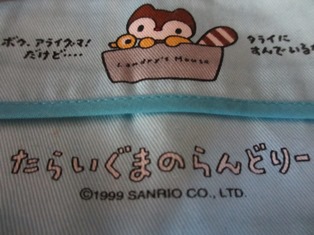 ボク、アライグマ!
だけど‥‥
タライに
すんでいる
Landry's House
たらいぐまのらんどりー
©1999 SANRIO CO., LTD.